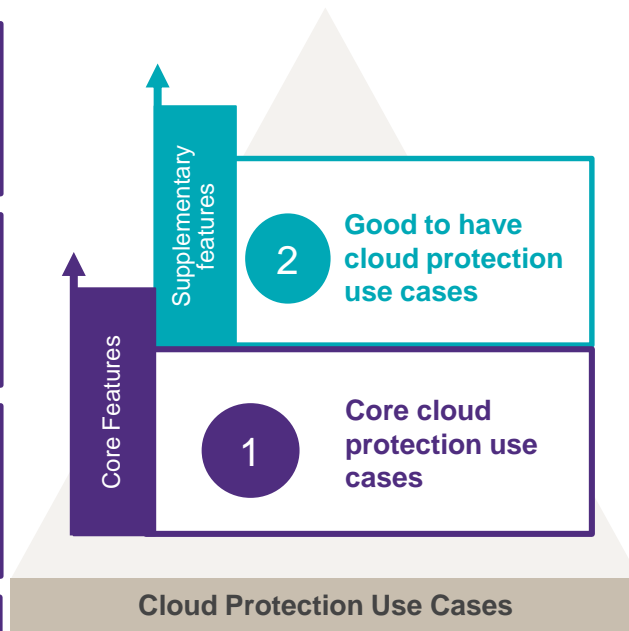 Supplementary
features
2
Good to have
cloud protection
use cases
Core Features
1
Core cloud
protection use
cases
Cloud Protection Use Cases